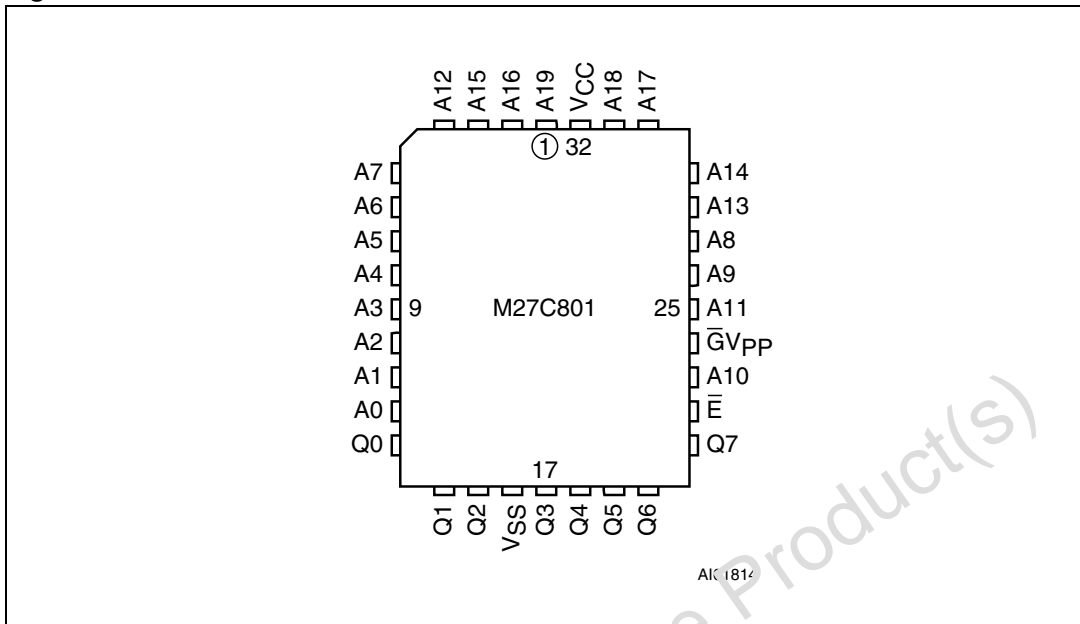 A12 A15 A16 A19 VCC A18 A17
1 32
A7 A14
A6 A13
A5 A8
A4 A9
A3 9 M27C801 25 A11
A2 G̅VPP
A1 A10
A0 E̅
Q0 Q7
17
Q1 Q2 VSS Q3 Q4 Q5 Q6
Product(s)